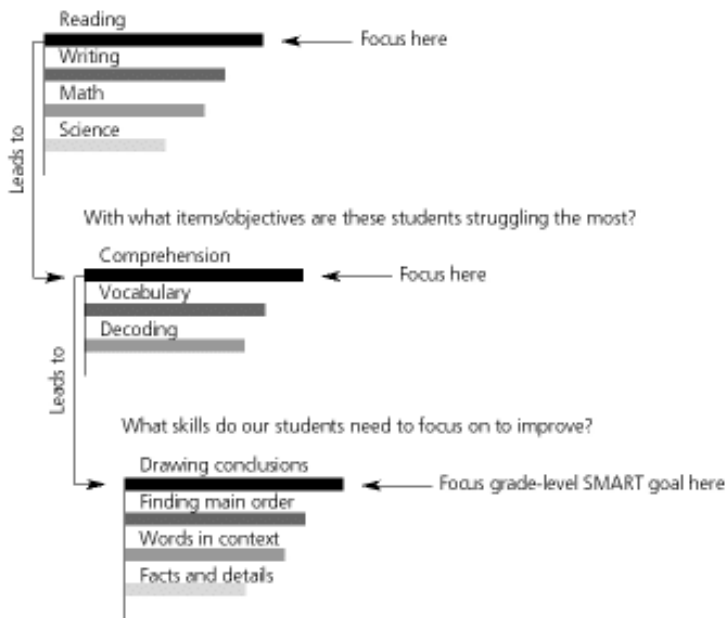 Reading
Focus here
Writing
Math
Science
Leads to
With what items/objectives are these students struggling the most?
Comprehension
Focus here
Vocabulary
Decoding
Leads to
What skills do our students need to focus on to improve?
Drawing conclusions
Focus grade-level SMART goal here
Finding main order
Words in context
Facts and details